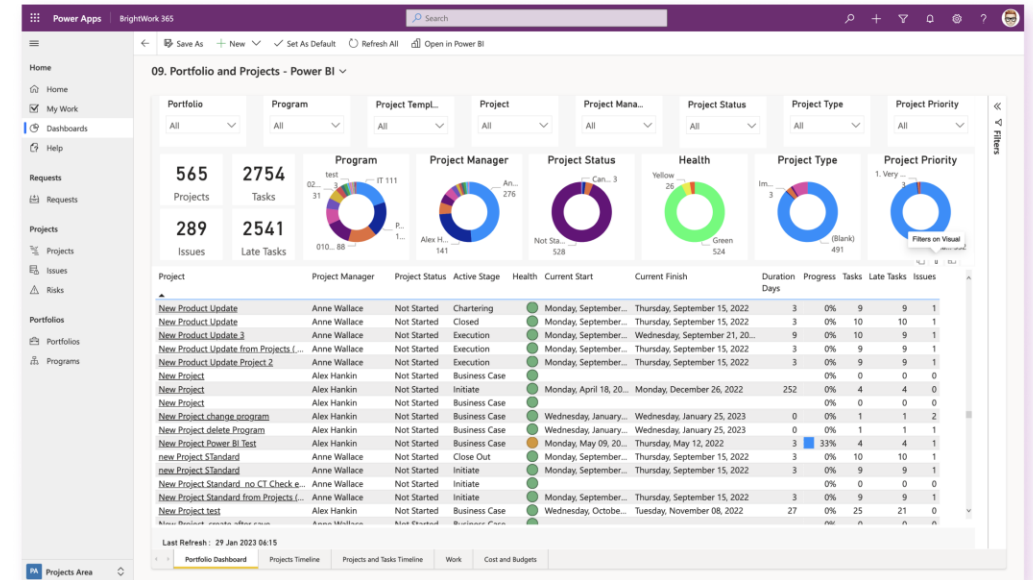 Power Apps BrightWork 365 Search
Save As New Set As Default Refresh All Open in Power BI
Home
Home
My Work
Dashboards
Help
Requests
Requests
Projects
Projects
Issues
Risks
Portfolios
Portfolios
Programs
PA Projects Area
09. Portfolio and Projects - Power BI
Portfolio Program Project Templ... Project Project Mana... Project Status Project Type Project Priority
All All All All All All All All
Filters
565 Projects
2754 Tasks
289 Issues
2541 Late Tasks
Program
test
3
02...
31
IT 111
P...
1...
010... 88
Project Manager
An...
276
Alex H...
141
Project Status
Can... 3
Not Sta...
528
Health
Yellow
26
Green
524
Project Type
Im...
3
(Blank)
491
Project Priority
1. Very ...
3
Filters on Visual
Project Project Manager Project Status Active Stage Health Current Start Current Finish Duration Days Progress Tasks Late Tasks Issues
New Product Update Anne Wallace Not Started Chartering Monday, September... Thursday, September 15, 2022 3 0% 9 9 1
New Product Update Anne Wallace Not Started Closed Monday, September... Thursday, September 15, 2022 3 0% 10 10 1
New Product Update 3 Anne Wallace Not Started Execution Monday, September... Wednesday, September 21, 20... 9 0% 10 9 1
New Product Update from Projects (... Anne Wallace Not Started Execution Monday, September... Thursday, September 15, 2022 3 0% 9 9 1
New Product Update Project 2 Anne Wallace Not Started Execution Monday, September... Thursday, September 15, 2022 3 0% 9 9 1
New Project Alex Hankin Not Started Business Case 0% 0 0 0
New Project Alex Hankin Not Started Initiate Monday, April 18, 20... Monday, December 26, 2022 252 0% 4 4 0
New Project Alex Hankin Not Started Business Case 0% 0 0 0
New Project change program Alex Hankin Not Started Business Case Wednesday, January... Wednesday, January 25, 2023 0 0% 1 1 2
New Project delete Program Alex Hankin Not Started Business Case Wednesday, January... Wednesday, January 25, 2023 0 0% 1 1 1
New Project Power BI Test Alex Hankin Not Started Business Case Monday, May 09, 20... Thursday, May 12, 2022 3 33% 4 4 1
new Project STandard Anne Wallace Not Started Close Out Monday, September... Thursday, September 15, 2022 3 0% 10 10 1
new Project STandard Anne Wallace Not Started Initiate Monday, September... Thursday, September 15, 2022 3 0% 9 9 1
New Project Standard no CT Check e... Anne Wallace Not Started Initiate 0% 0 0 0
New Project Standard from Projects (... Anne Wallace Not Started Initiate Monday, September... Thursday, September 15, 2022 3 0% 9 9 1
New Project test Alex Hankin Not Started Business Case Wednesday, Octobe... Tuesday, November 08, 2022 27 0% 25 21 0
New Project create after save Anne Wallace Not Started Business Case 0% 0 0 0
Last Refresh : 29 Jan 2023 06:15
Portfolio Dashboard Projects Timeline Projects and Tasks Timeline Work Cost and Budgets